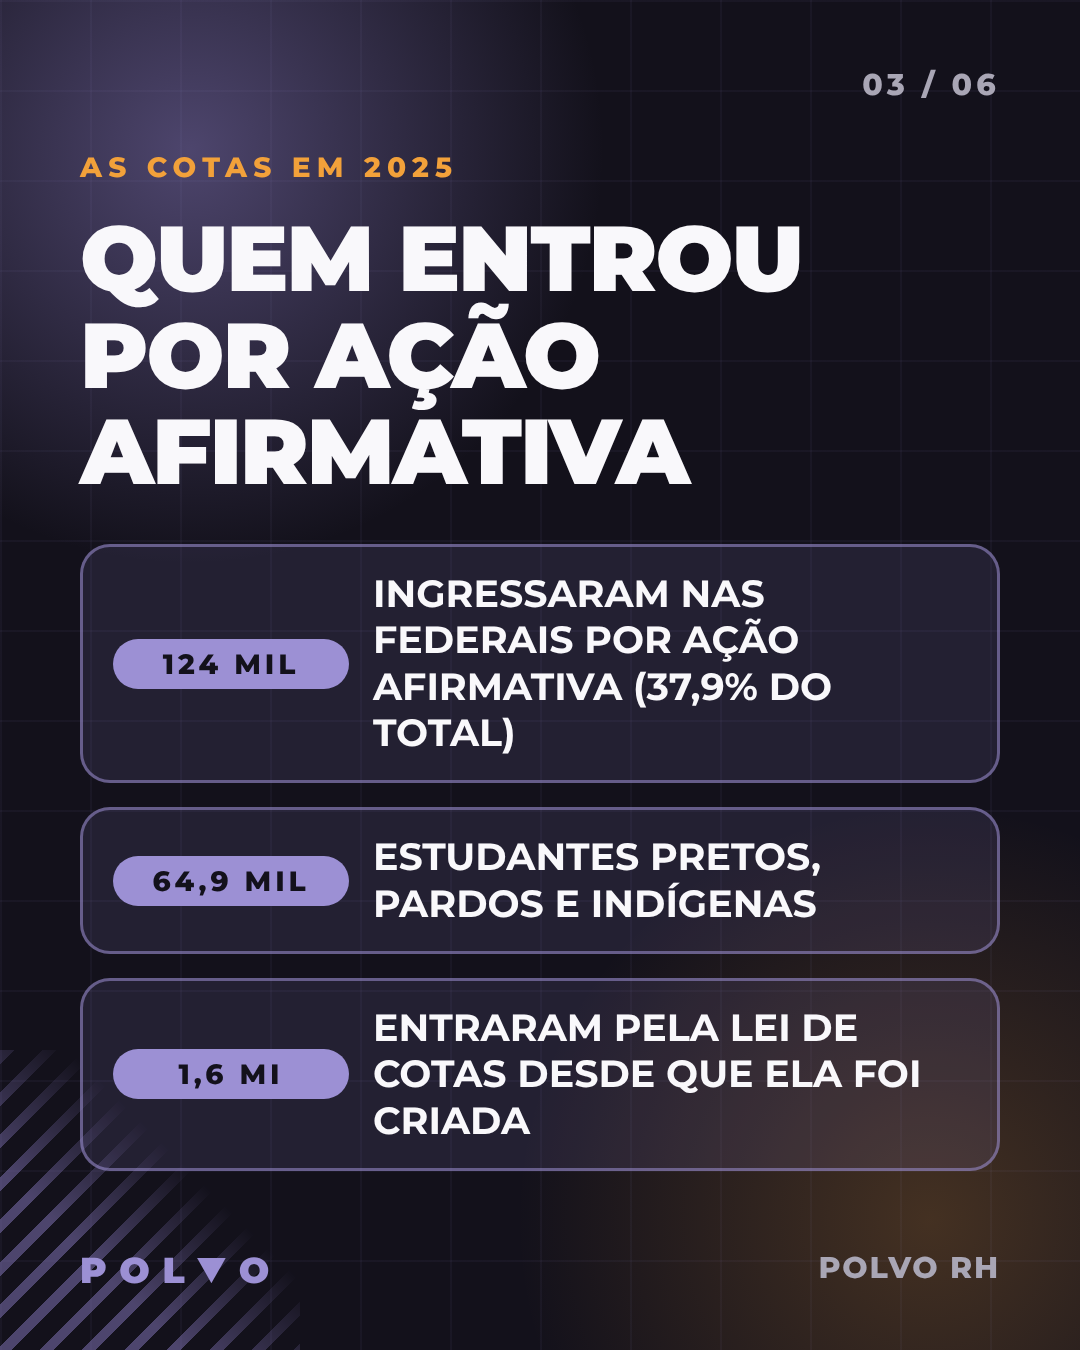 03 / 06
AS COTAS EM 2025
QUEM ENTROU
POR AÇÃO
AFIRMATIVA
124 MIL
INGRESSARAM NAS
FEDERAIS POR AÇÃO
AFIRMATIVA (37,9% DO
TOTAL)
64,9 MIL
ESTUDANTES PRETOS,
PARDOS E INDÍGENAS
1,6 MI
ENTRARAM PELA LEI DE
COTAS DESDE QUE ELA FOI
CRIADA
POLVO
POLVO RH